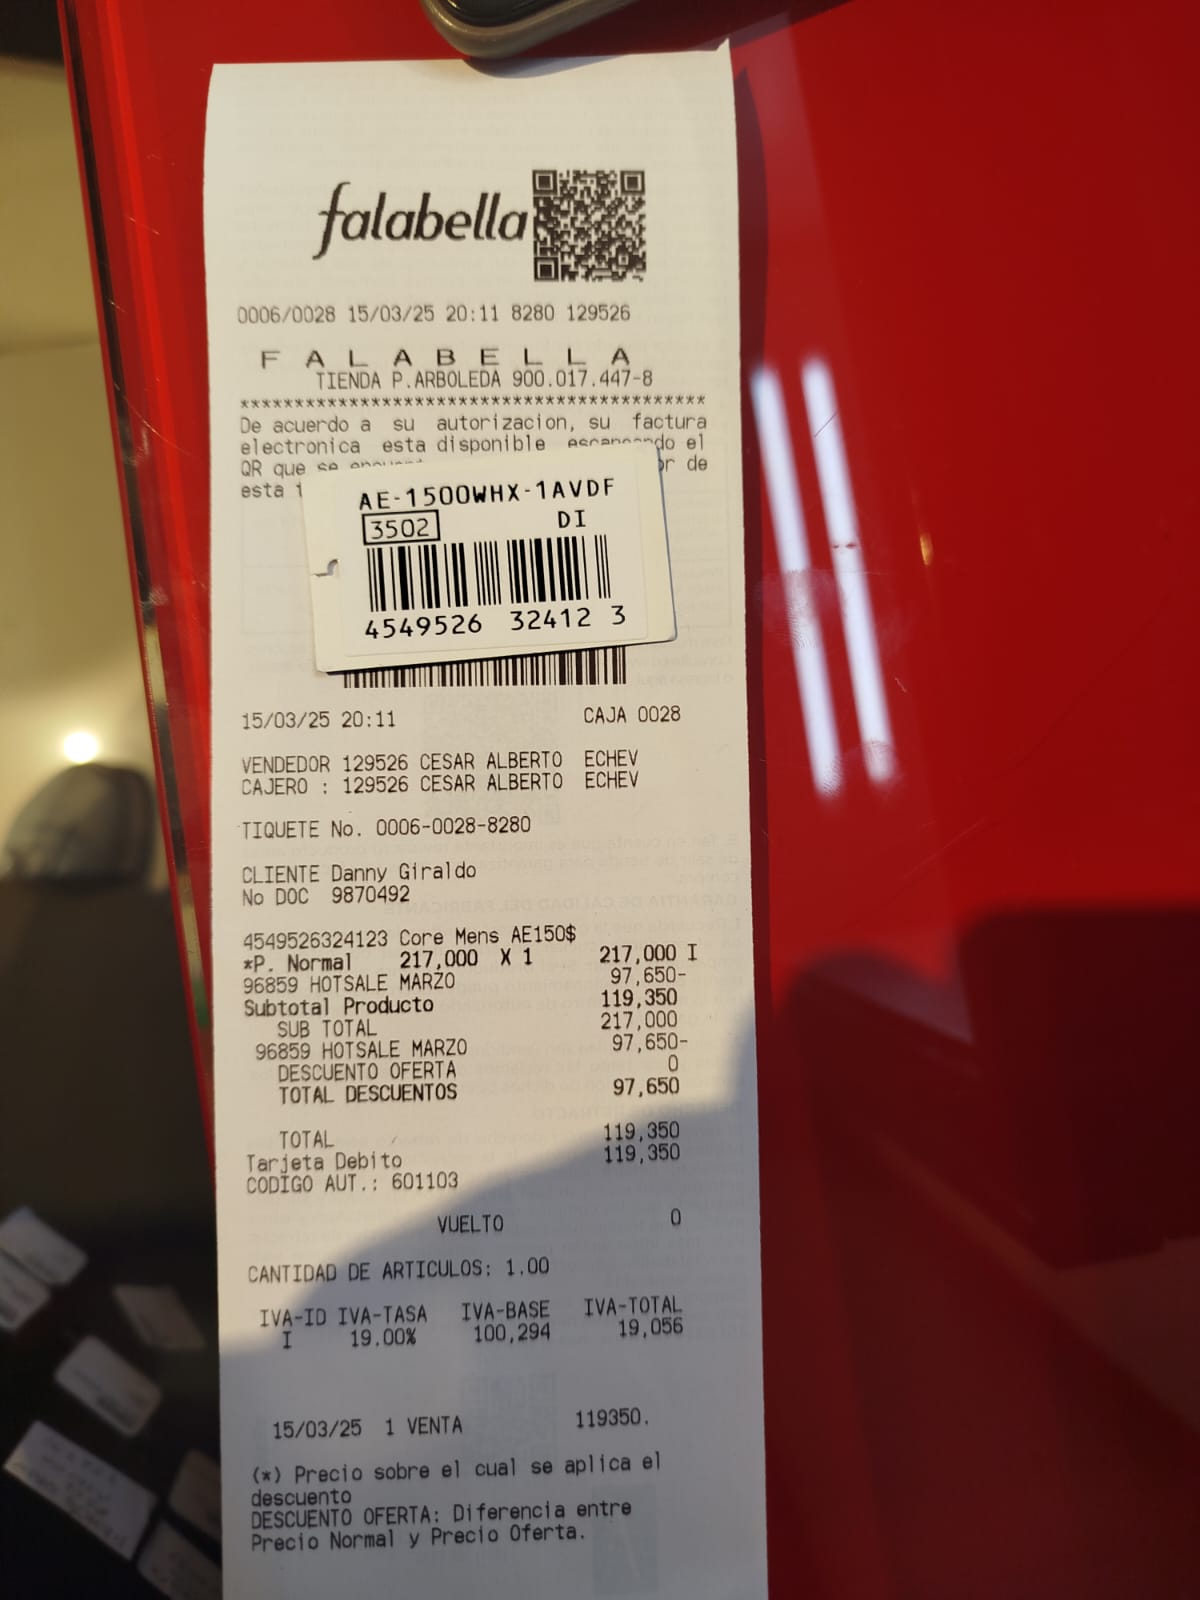 falabella
0006/0028 15/03/25 20:11 8280 129526
F A L A B E L L A
TIENDA P.ARBOLEDA 900.017.447-8
*******************************************
De acuerdo a su autorizacion, su factura
electronica esta disponible escaneando el
QR que se
de
esta
AE-1500WHX-1AVDF
3502 DI
4549526 32412 3
15/03/25 20:11 CAJA 0028
VENDEDOR 129526 CESAR ALBERTO ECHEV
CAJERO : 129526 CESAR ALBERTO ECHEV
TIQUETE No. 0006-0028-8280
CLIENTE Danny Giraldo
No DOC 9870492
4549526324123 Core Mens AE150$
*P. Normal 217,000 X 1 217,000 I
96859 HOTSALE MARZO 97,650-
Subtotal Producto 119,350
SUB TOTAL 217,000
96859 HOTSALE MARZO 97,650-
DESCUENTO OFERTA 0
TOTAL DESCUENTOS 97,650
TOTAL 119,350
Tarjeta Debito 119,350
CODIGO AUT.: 601103
VUELTO 0
CANTIDAD DE ARTICULOS: 1.00
IVA-ID IVA-TASA IVA-BASE IVA-TOTAL
I 19.00% 100,294 19,056
15/03/25 1 VENTA 119350.
(*) Precio sobre el cual se aplica el
descuento
DESCUENTO OFERTA: Diferencia entre
Precio Normal y Precio Oferta.